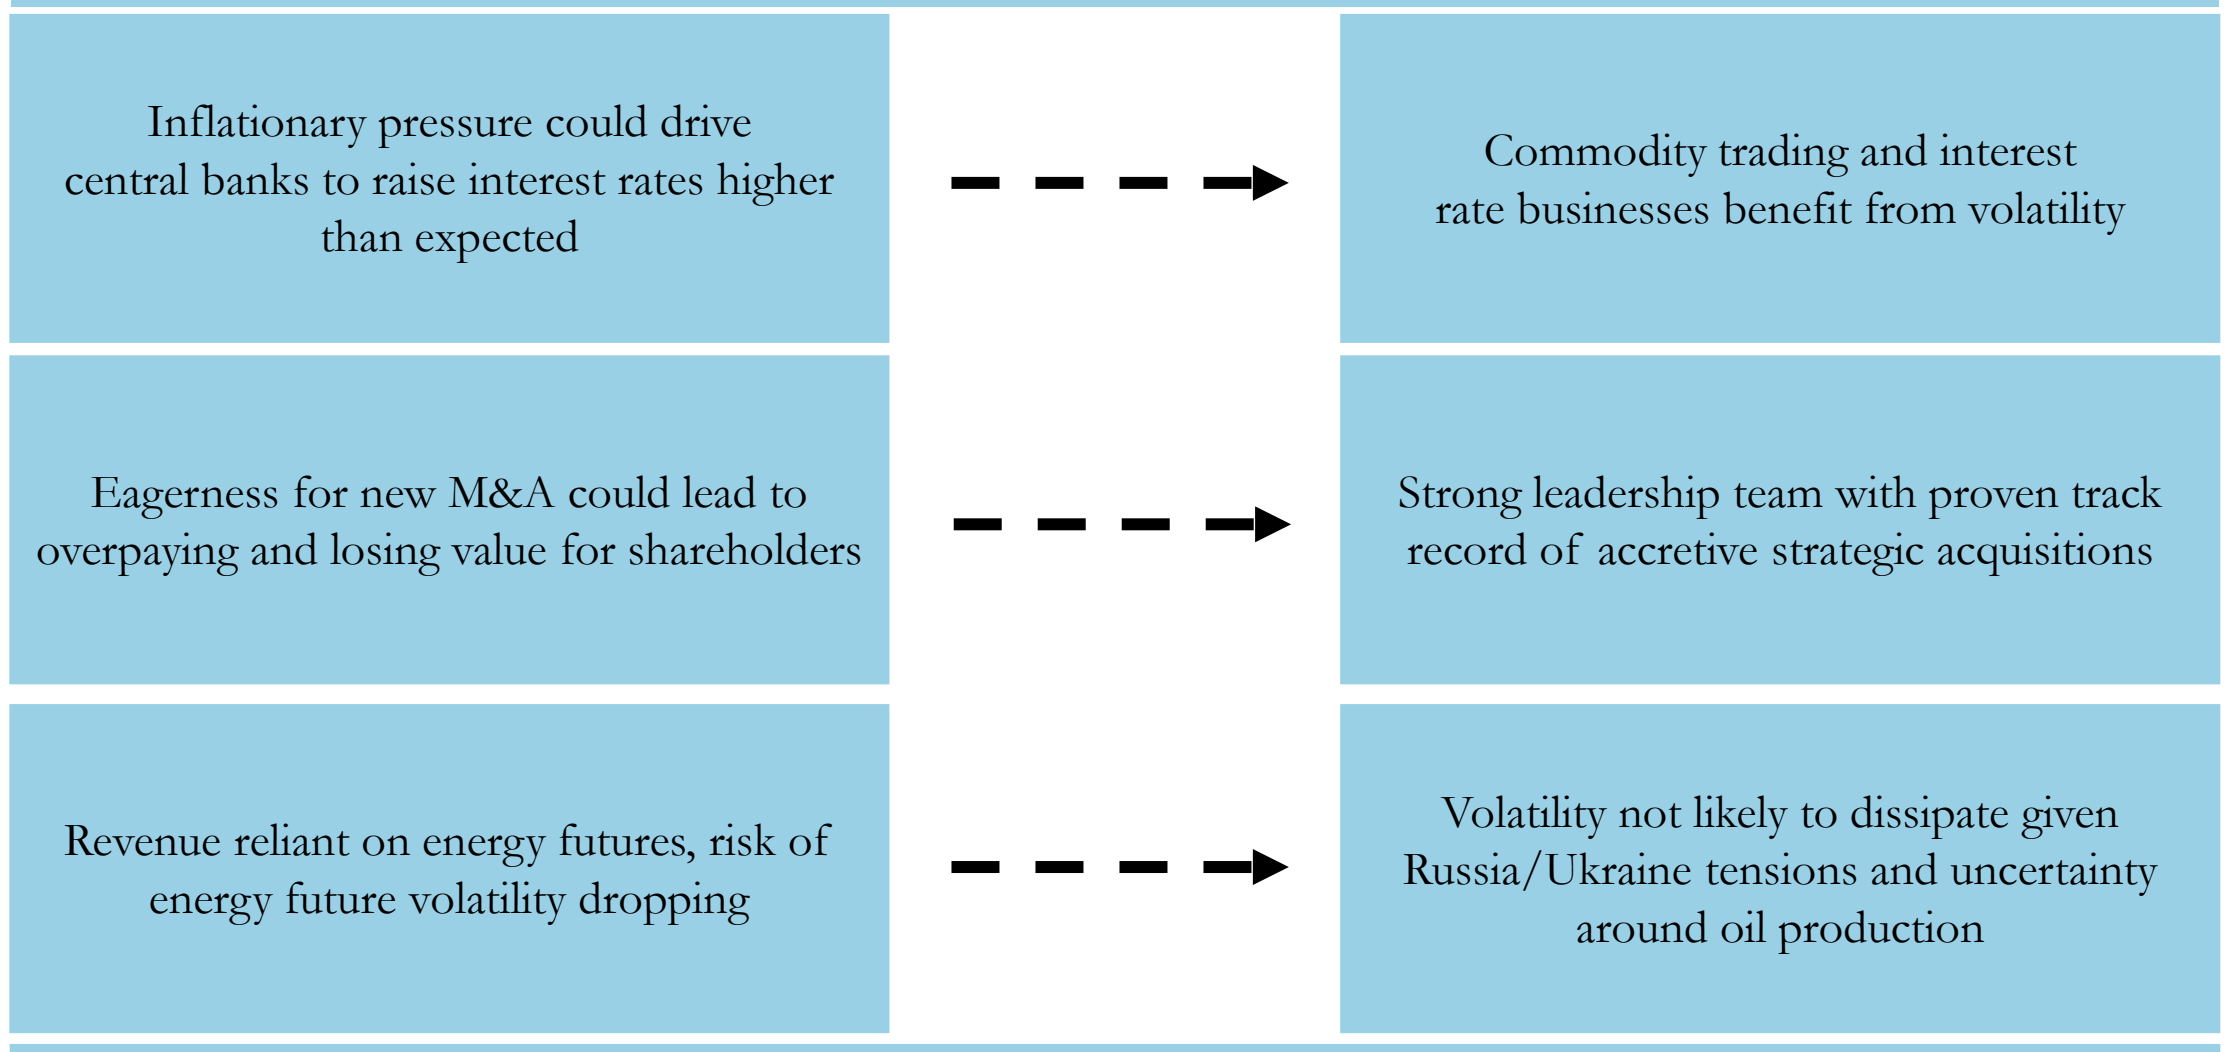 Inflationary pressure could drive
central banks to raise interest rates higher
than expected
Commodity trading and interest
rate businesses benefit from volatility
Eagerness for new M&A could lead to
overpaying and losing value for shareholders
Strong leadership team with proven track
record of accretive strategic acquisitions
Revenue reliant on energy futures, risk of
energy future volatility dropping
Volatility not likely to dissipate given
Russia/Ukraine tensions and uncertainty
around oil production